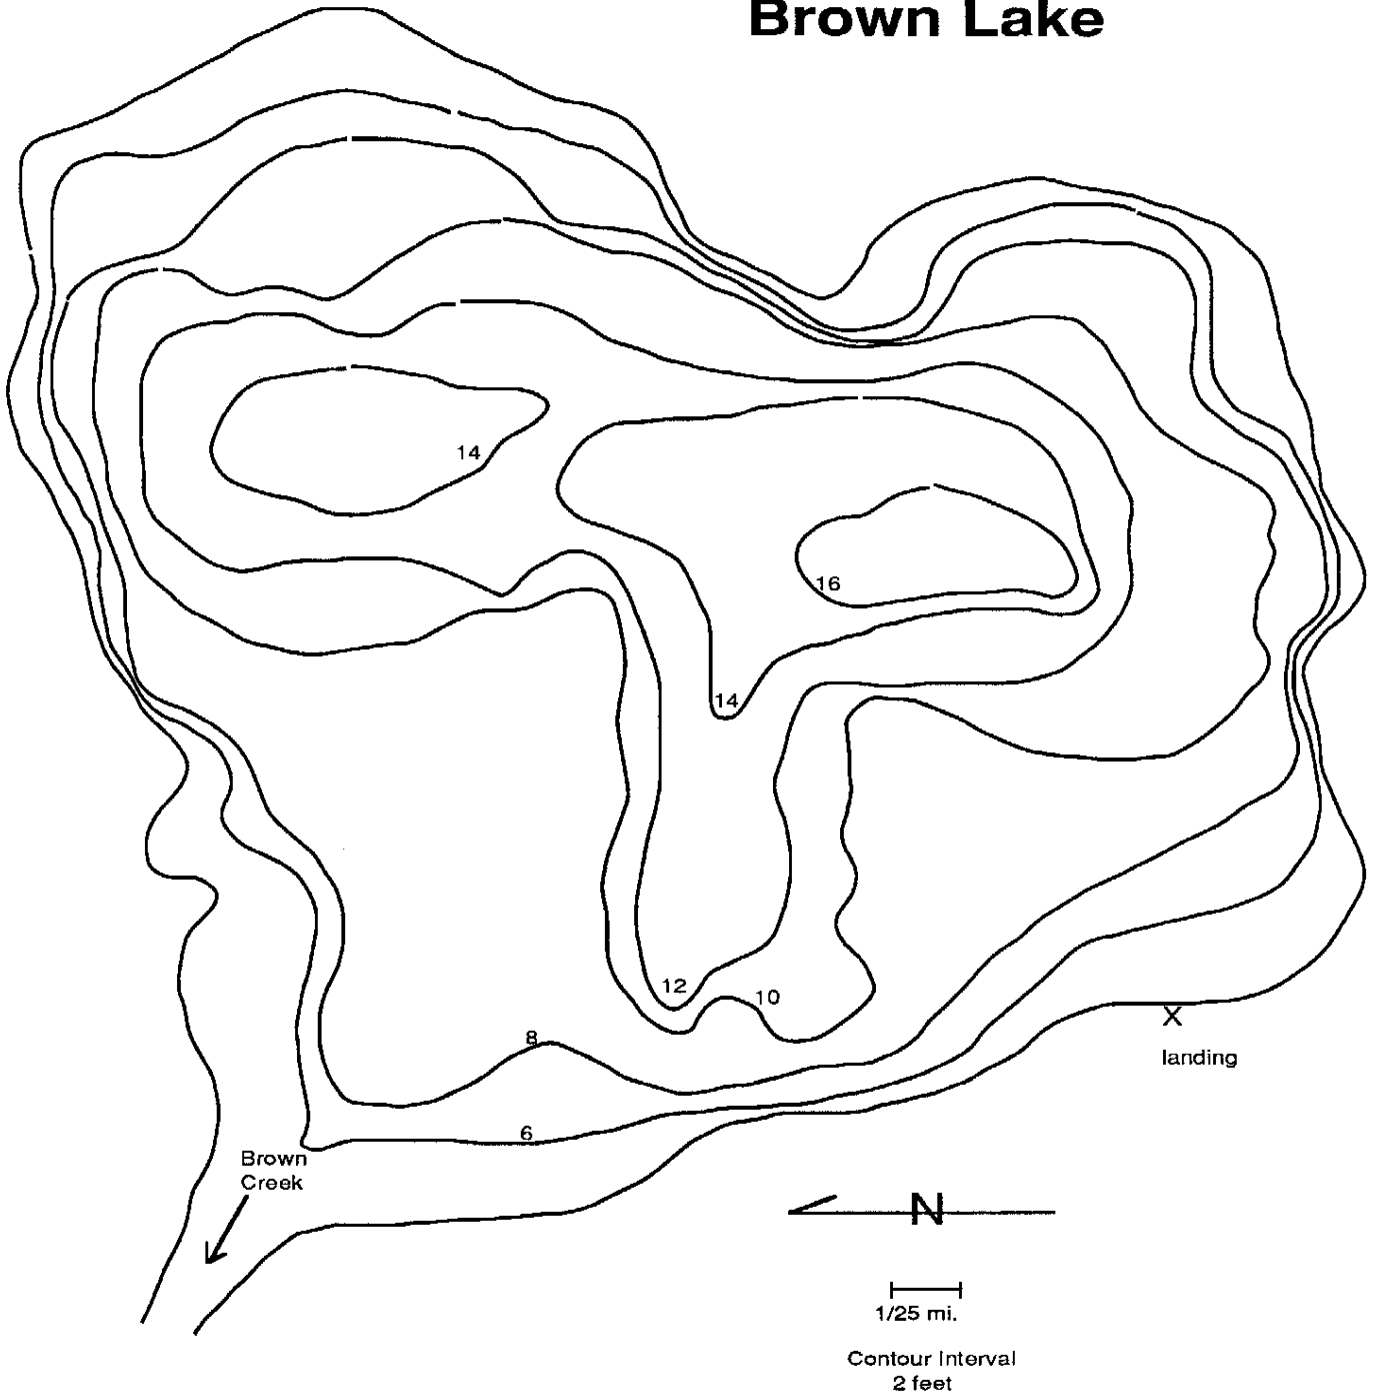 Brown Lake
14
16
14
12
10
8
6
X
landing
Brown
Creek
N
1/25 mi.
Contour Interval
2 feet